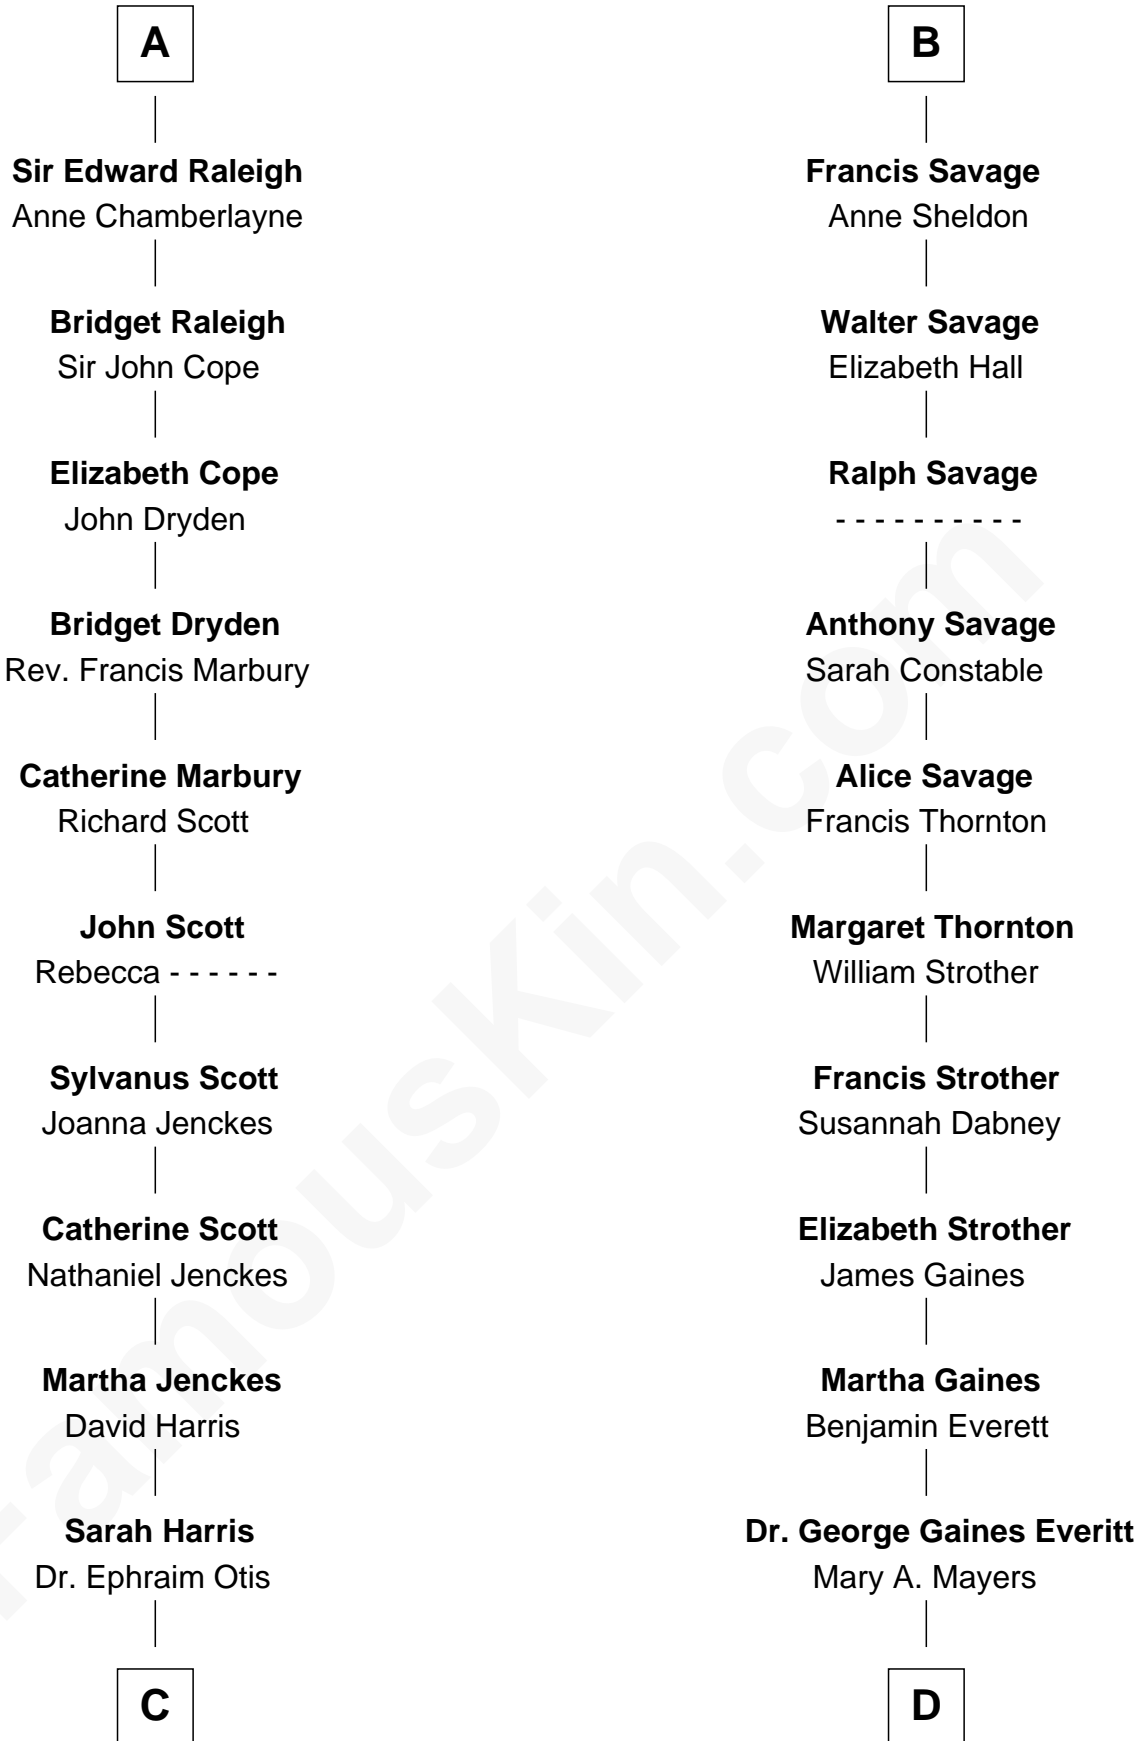 A
Sir Edward Raleigh
Anne Chamberlayne
Bridget Raleigh
Sir John Cope
Elizabeth Cope
John Dryden
Bridget Dryden
Rev. Francis Marbury
Catherine Marbury
Richard Scott
John Scott
Rebecca - - - - - -
Sylvanus Scott
Joanna Jenckes
Catherine Scott
Nathaniel Jenckes
Martha Jenckes
David Harris
Sarah Harris
Dr. Ephraim Otis
C
B
Francis Savage
Anne Sheldon
Walter Savage
Elizabeth Hall
Ralph Savage
- - - - - - - - - -
Anthony Savage
Sarah Constable
Alice Savage
Francis Thornton
Margaret Thornton
William Strother
Francis Strother
Susannah Dabney
Elizabeth Strother
James Gaines
Martha Gaines
Benjamin Everett
Dr. George Gaines Everitt
Mary A. Mayers
D
FamousKin.com